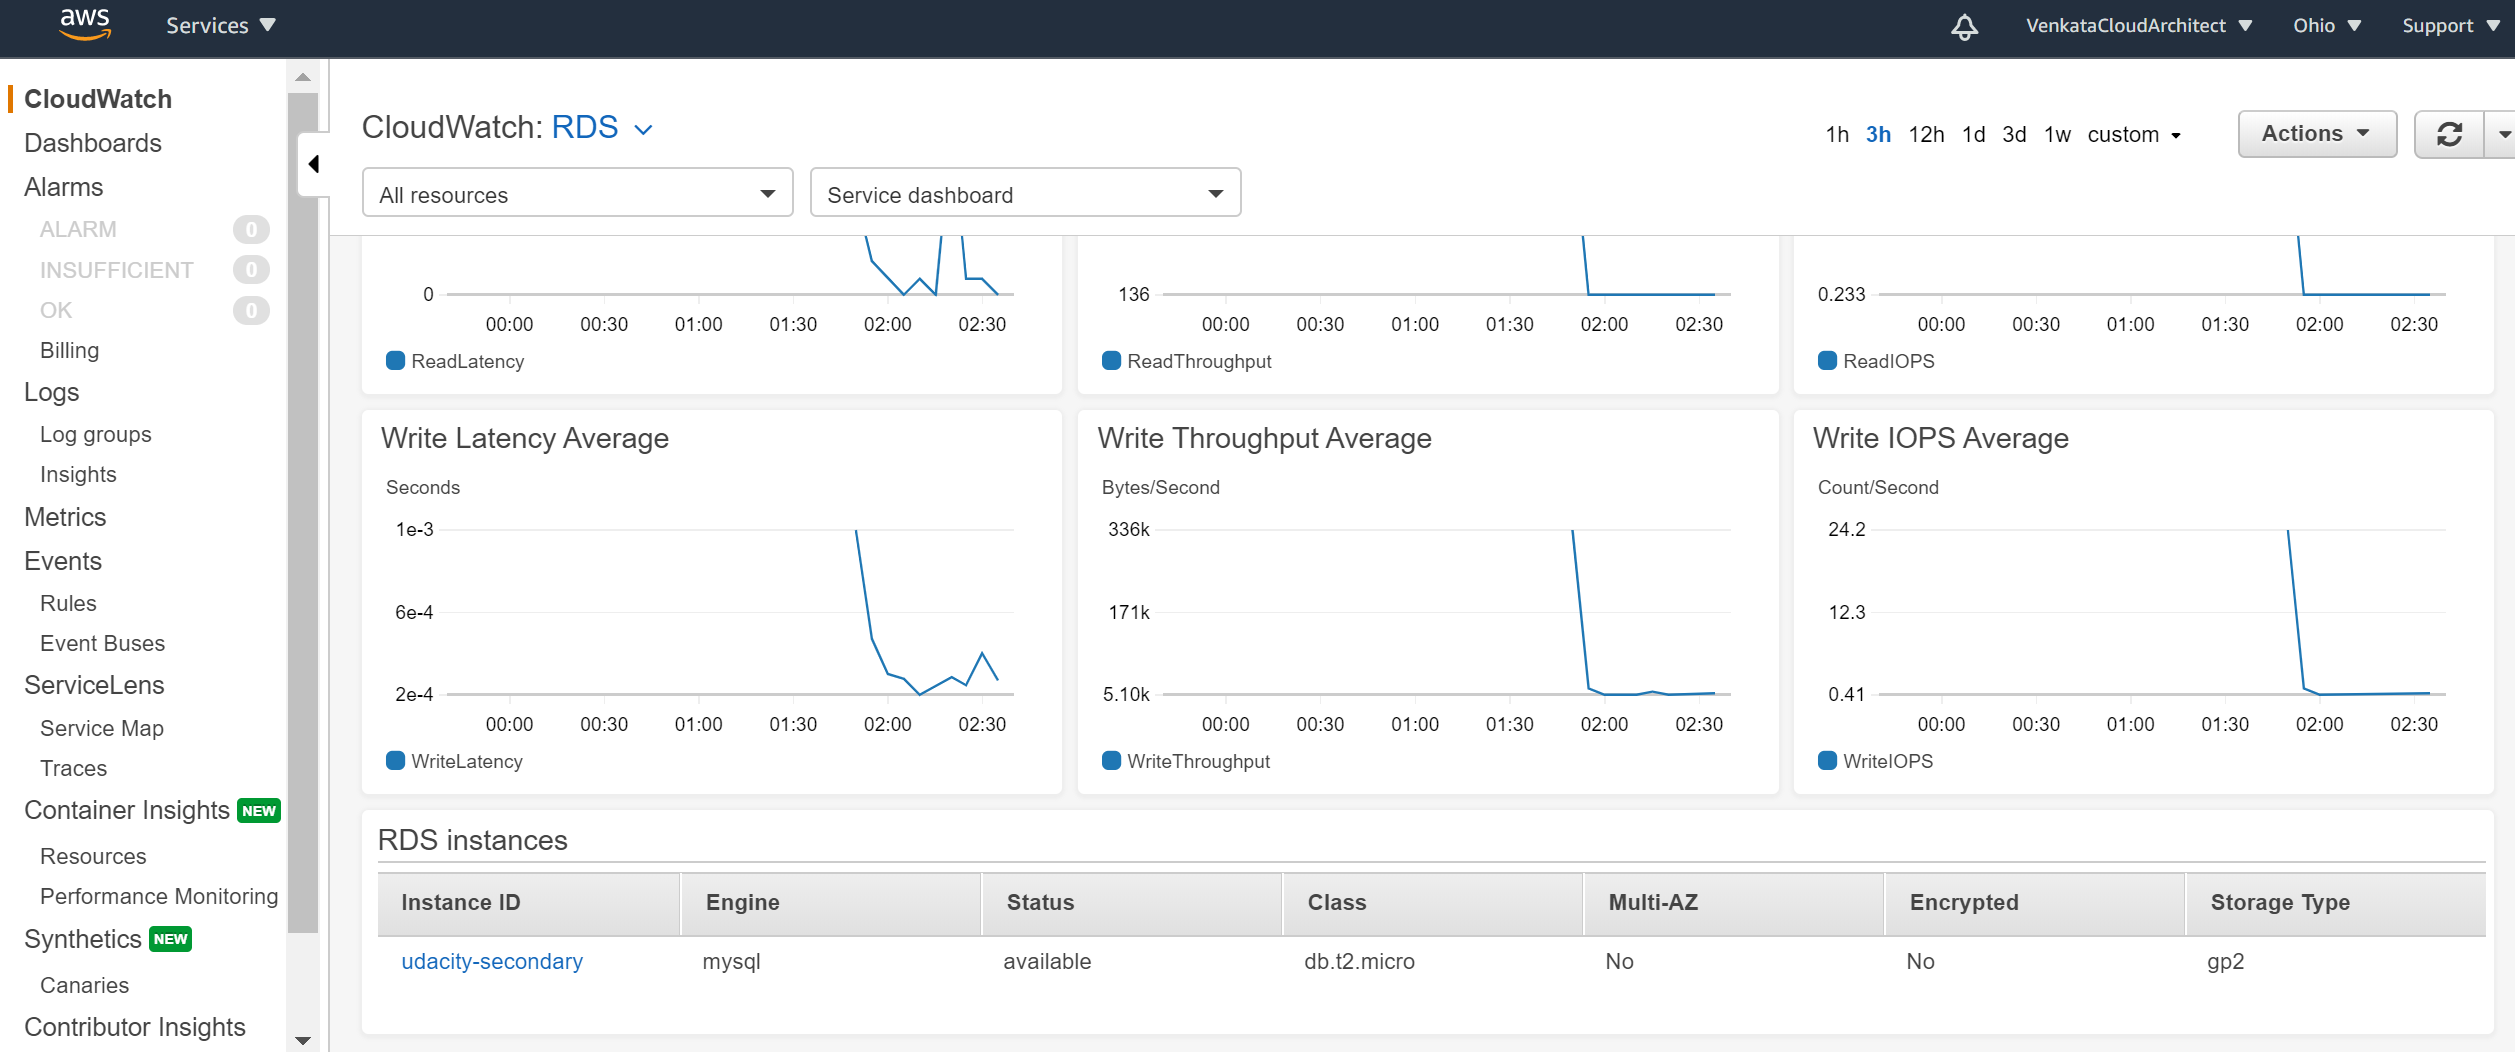 aws Services VenkataCloudArchitect Ohio Support
CloudWatch
Dashboards
Alarms
ALARM 0
INSUFFICIENT 0
OK 0
Billing
Logs
Log groups
Insights
Metrics
Events
Rules
Event Buses
ServiceLens
Service Map
Traces
Container Insights NEW
Resources
Performance Monitoring
Synthetics NEW
Canaries
Contributor Insights
CloudWatch: RDS
1h 3h 12h 1d 3d 1w custom Actions
All resources Service dashboard
0
00:00 00:30 01:00 01:30 02:00 02:30
ReadLatency
136
00:00 00:30 01:00 01:30 02:00 02:30
ReadThroughput
0.233
00:00 00:30 01:00 01:30 02:00 02:30
ReadIOPS
Write Latency Average
Seconds
1e-3
6e-4
2e-4
00:00 00:30 01:00 01:30 02:00 02:30
WriteLatency
Write Throughput Average
Bytes/Second
336k
171k
5.10k
00:00 00:30 01:00 01:30 02:00 02:30
WriteThroughput
Write IOPS Average
Count/Second
24.2
12.3
0.41
00:00 00:30 01:00 01:30 02:00 02:30
WriteIOPS
RDS instances
Instance ID Engine Status Class Multi-AZ Encrypted Storage Type
udacity-secondary mysql available db.t2.micro No No gp2